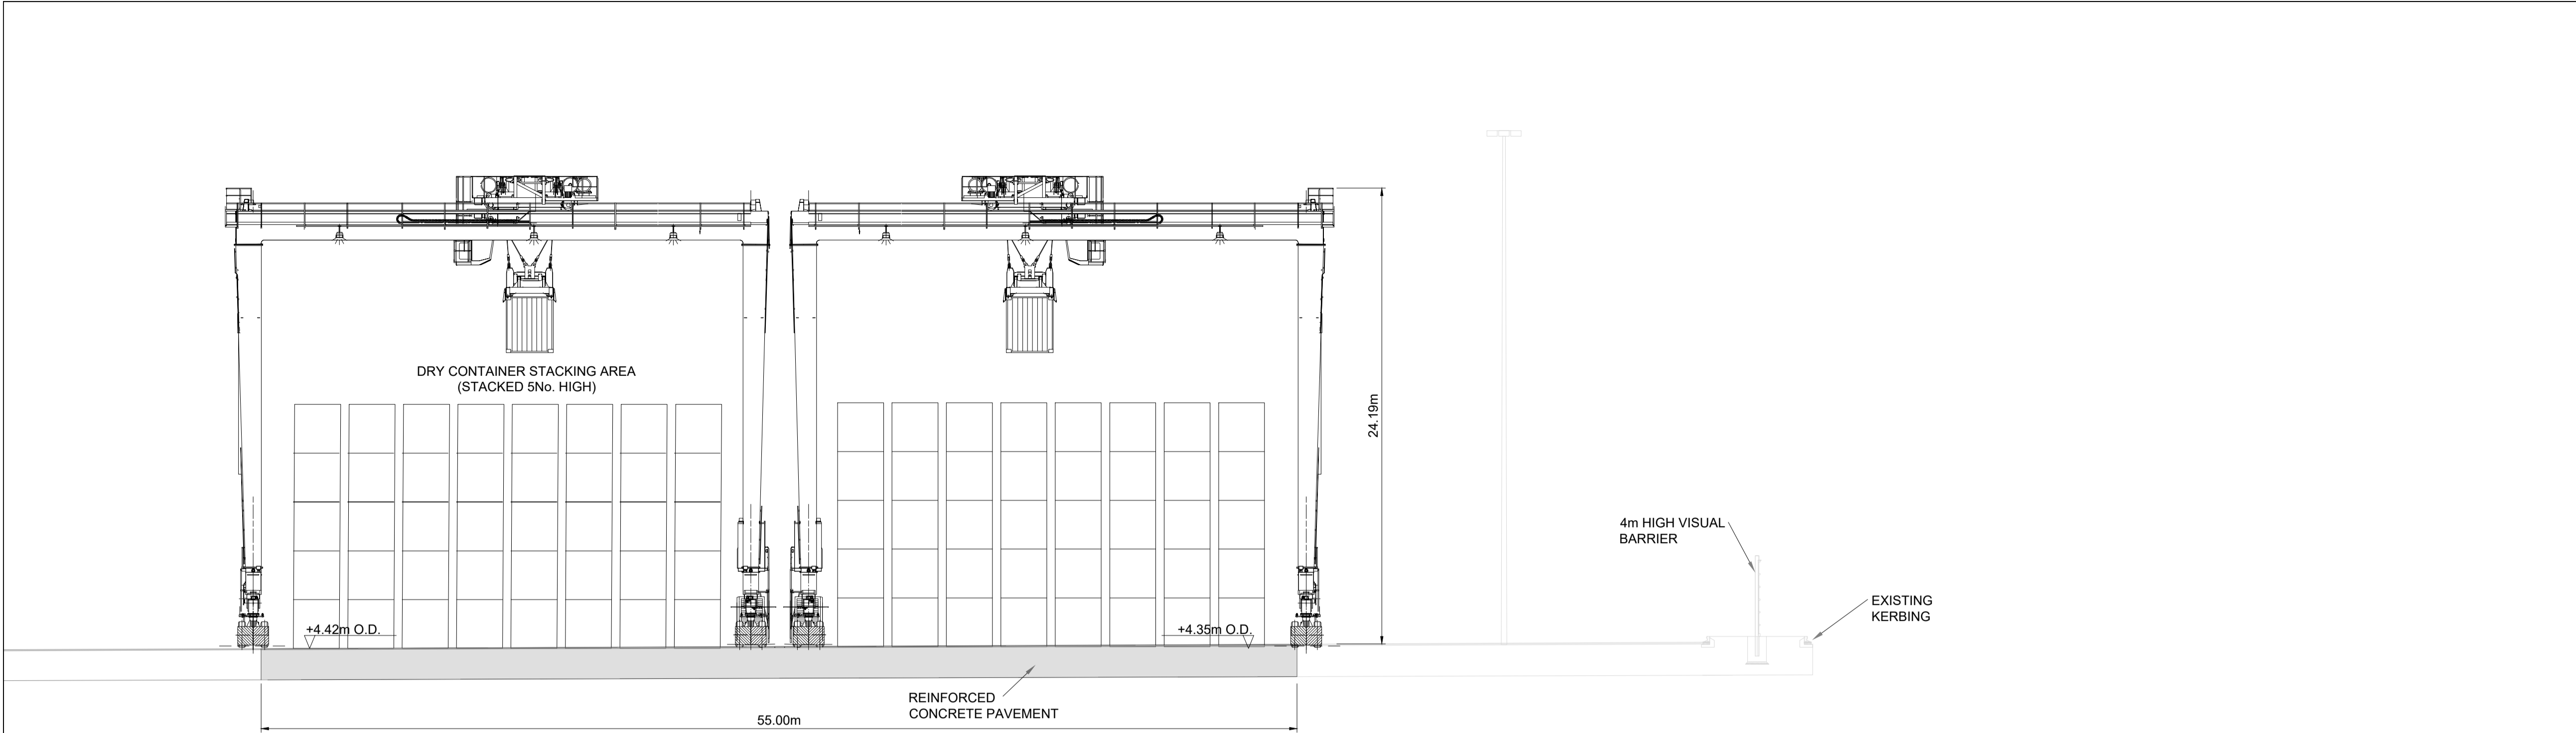 DRY CONTAINER STACKING AREA
(STACKED 5No. HIGH)
24.19m
4m HIGH VISUAL
BARRIER
EXISTING
KERBING
+4.42m O.D.
+4.35m O.D.
REINFORCED
CONCRETE PAVEMENT
55.00m